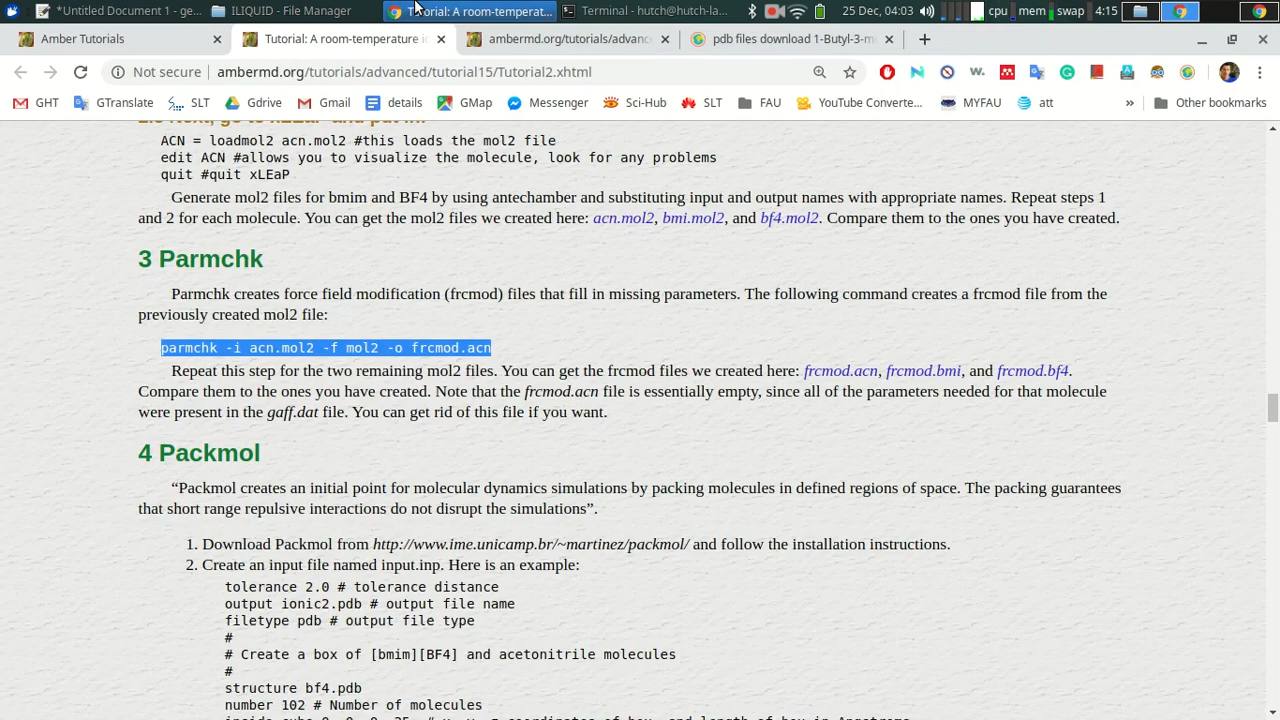 *Untitled Document 1 - ge...
ILIQUID - File Manager
Tutorial: A room-temperat...
Terminal - hutch@hutch-la...
25 Dec, 04:03
cpu
mem
swap
4:15
Amber Tutorials
Tutorial: A room-temperature i
ambermd.org/tutorials/advanc
pdb files download 1-Butyl-3-m
Not secure
ambermd.org/tutorials/advanced/tutorial15/Tutorial2.xhtml
GHT
GTranslate
SLT
Gdrive
Gmail
details
GMap
Messenger
Sci-Hub
SLT
FAU
YouTube Converte...
MYFAU
att
»
Other bookmarks
ACN = loadmol2 acn.mol2 #this loads the mol2 file
edit ACN #allows you to visualize the molecule, look for any problems
quit #quit xLEaP
Generate mol2 files for bmim and BF4 by using antechamber and substituting input and output names with appropriate names. Repeat steps 1
and 2 for each molecule. You can get the mol2 files we created here: acn.mol2, bmi.mol2, and bf4.mol2. Compare them to the ones you have created.
3 Parmchk
Parmchk creates force field modification (frcmod) files that fill in missing parameters. The following command creates a frcmod file from the
previously created mol2 file:
parmchk -i acn.mol2 -f mol2 -o frcmod.acn
Repeat this step for the two remaining mol2 files. You can get the frcmod files we created here: frcmod.acn, frcmod.bmi, and frcmod.bf4.
Compare them to the ones you have created. Note that the frcmod.acn file is essentially empty, since all of the parameters needed for that molecule
were present in the gaff.dat file. You can get rid of this file if you want.
4 Packmol
“Packmol creates an initial point for molecular dynamics simulations by packing molecules in defined regions of space. The packing guarantees
that short range repulsive interactions do not disrupt the simulations”.
1. Download Packmol from http://www.ime.unicamp.br/~martinez/packmol/ and follow the installation instructions.
2. Create an input file named input.inp. Here is an example:
tolerance 2.0 # tolerance distance
output ionic2.pdb # output file name
filetype pdb # output file type
#
# Create a box of [bmim][BF4] and acetonitrile molecules
#
structure bf4.pdb
number 102 # Number of molecules